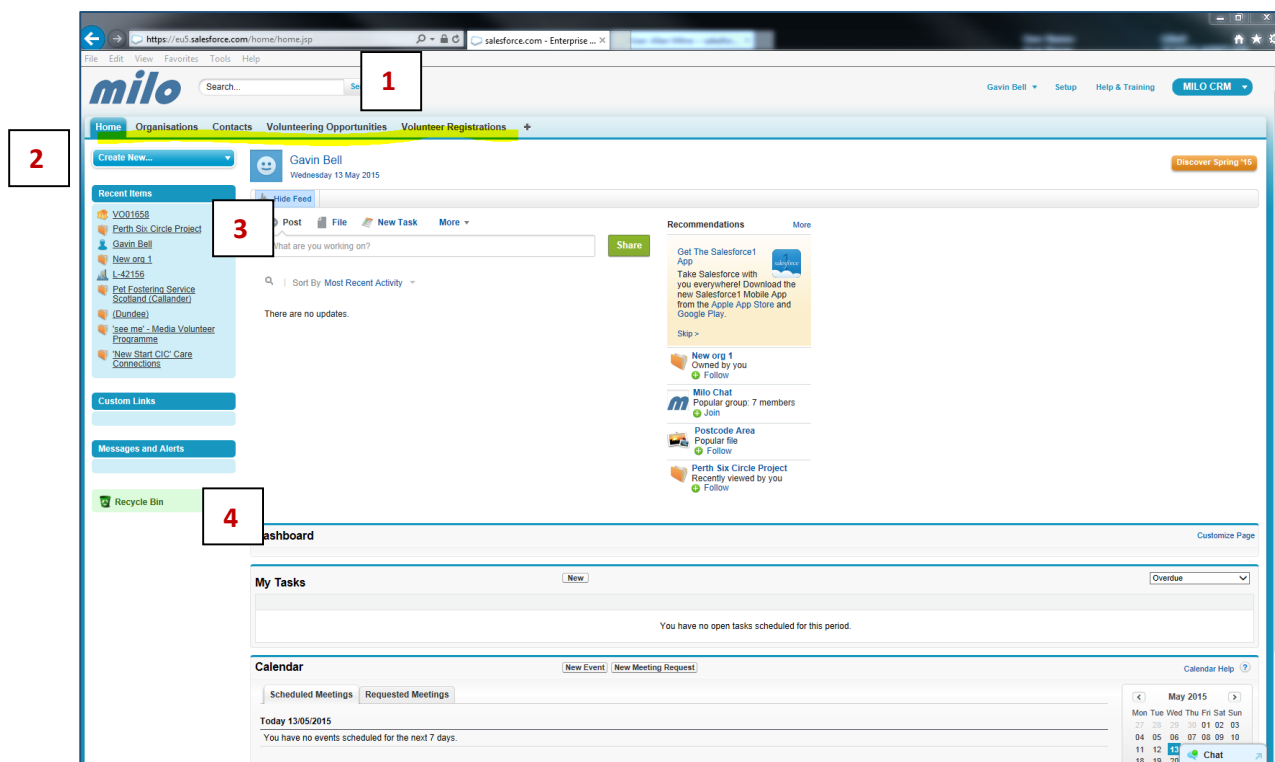 https://eu5.salesforce.com/home/home.jsp
salesforce.com - Enterprise ...
File Edit View Favorites Tools Help
1
milo
Search...
Se
Gavin Bell
Setup
Help & Training
MILO CRM
Home Organisations Contacts Volunteering Opportunities Volunteer Registrations +
2
Create New...
Gavin Bell
Wednesday 13 May 2015
Discover Spring '15
Recent Items
VO01658
Perth Six Circle Project
Gavin Bell
New org 1
L-42156
Pet Fostering Service
Scotland (Callander)
(Dundee)
'see me' - Media Volunteer
Programme
'New Start CIC' Care
Connections
Custom Links
Messages and Alerts
Recycle Bin
Hide Feed
3
Post File New Task More
What are you working on?
Share
Sort By Most Recent Activity
There are no updates.
Recommendations More
Get The Salesforce1
App
salesforce
Take Salesforce with
you everywhere! Download the
new Salesforce1 Mobile App
from the Apple App Store and
Google Play.
Skip >
New org 1
Owned by you
Follow
Milo Chat
Popular group: 7 members
Join
Postcode Area
Popular file
Follow
Perth Six Circle Project
Recently viewed by you
Follow
4
ashboard
Customize Page
My Tasks
New
Overdue
You have no open tasks scheduled for this period.
Calendar
New Event New Meeting Request
Calendar Help ?
Scheduled Meetings Requested Meetings
Today 13/05/2015
You have no events scheduled for the next 7 days.
May 2015
Mon Tue Wed Thu Fri Sat Sun
27 28 29 30 01 02 03
04 05 06 07 08 09 10
11 12 13
18 19 20
Chat